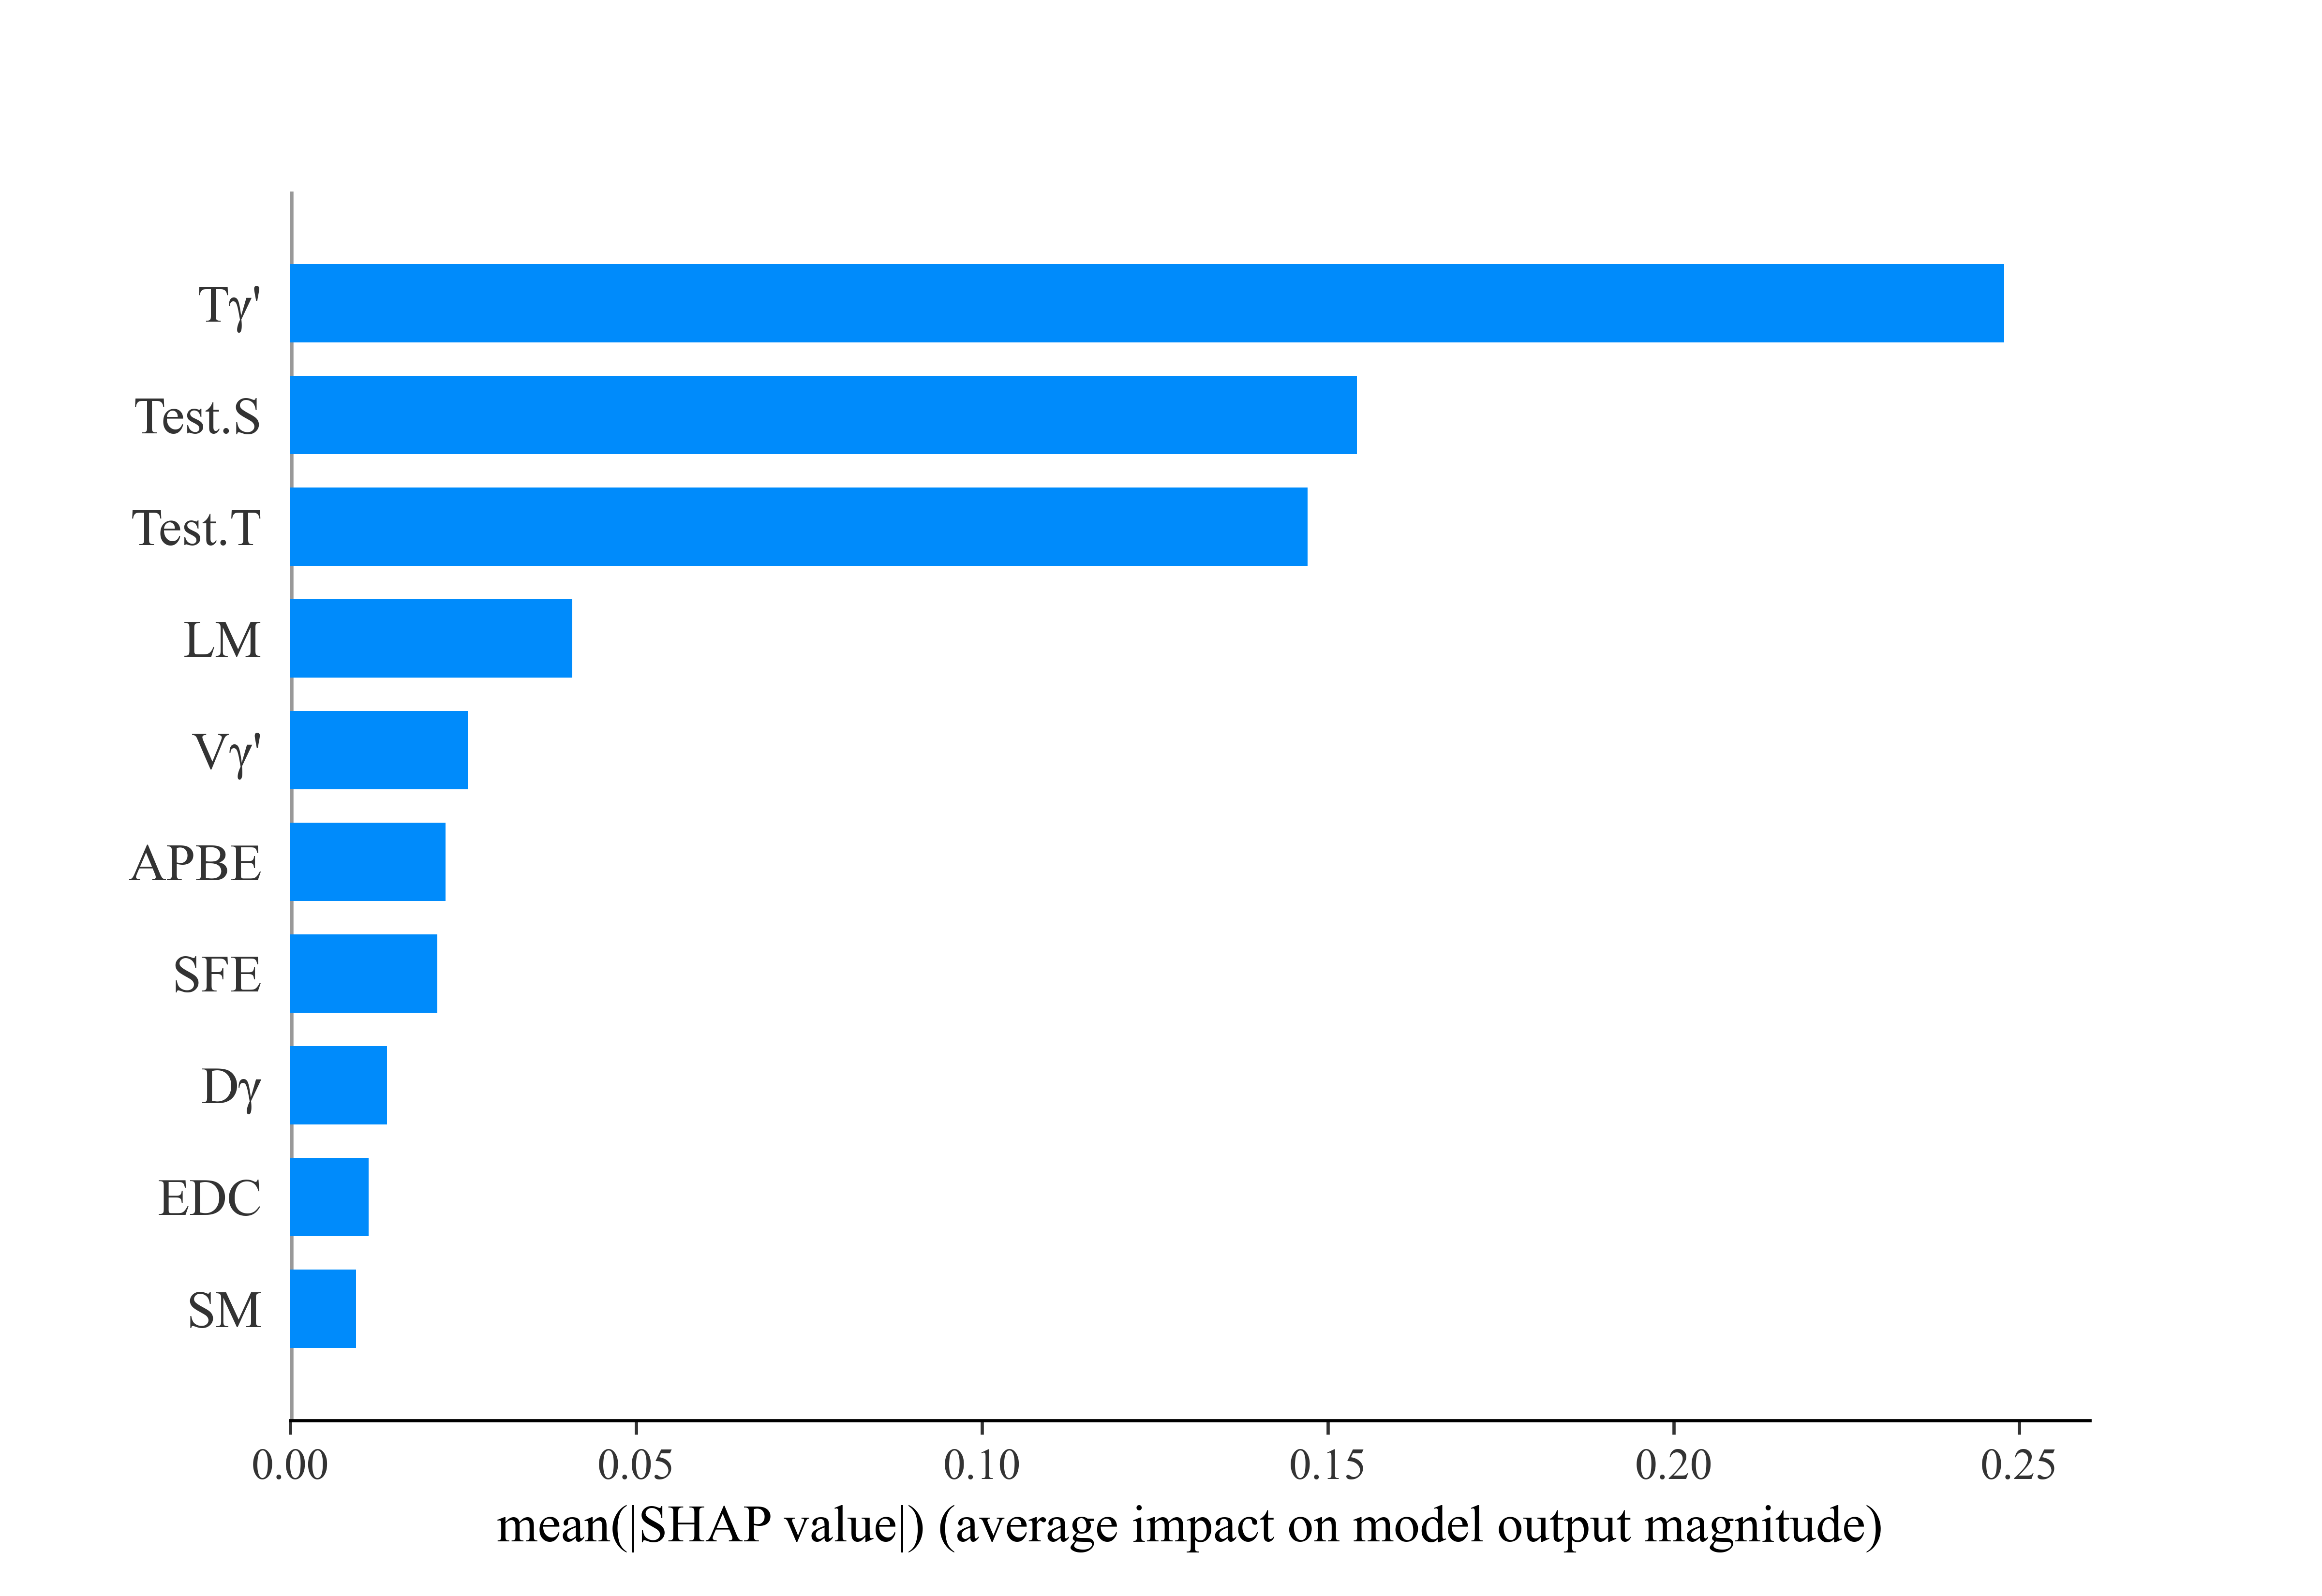 Tγ'
Test.S
Test.T
LM
Vγ'
APBE
SFE
Dγ
EDC
SM
0.00 0.05 0.10 0.15 0.20 0.25
mean(|SHAP value|) (average impact on model output magnitude)